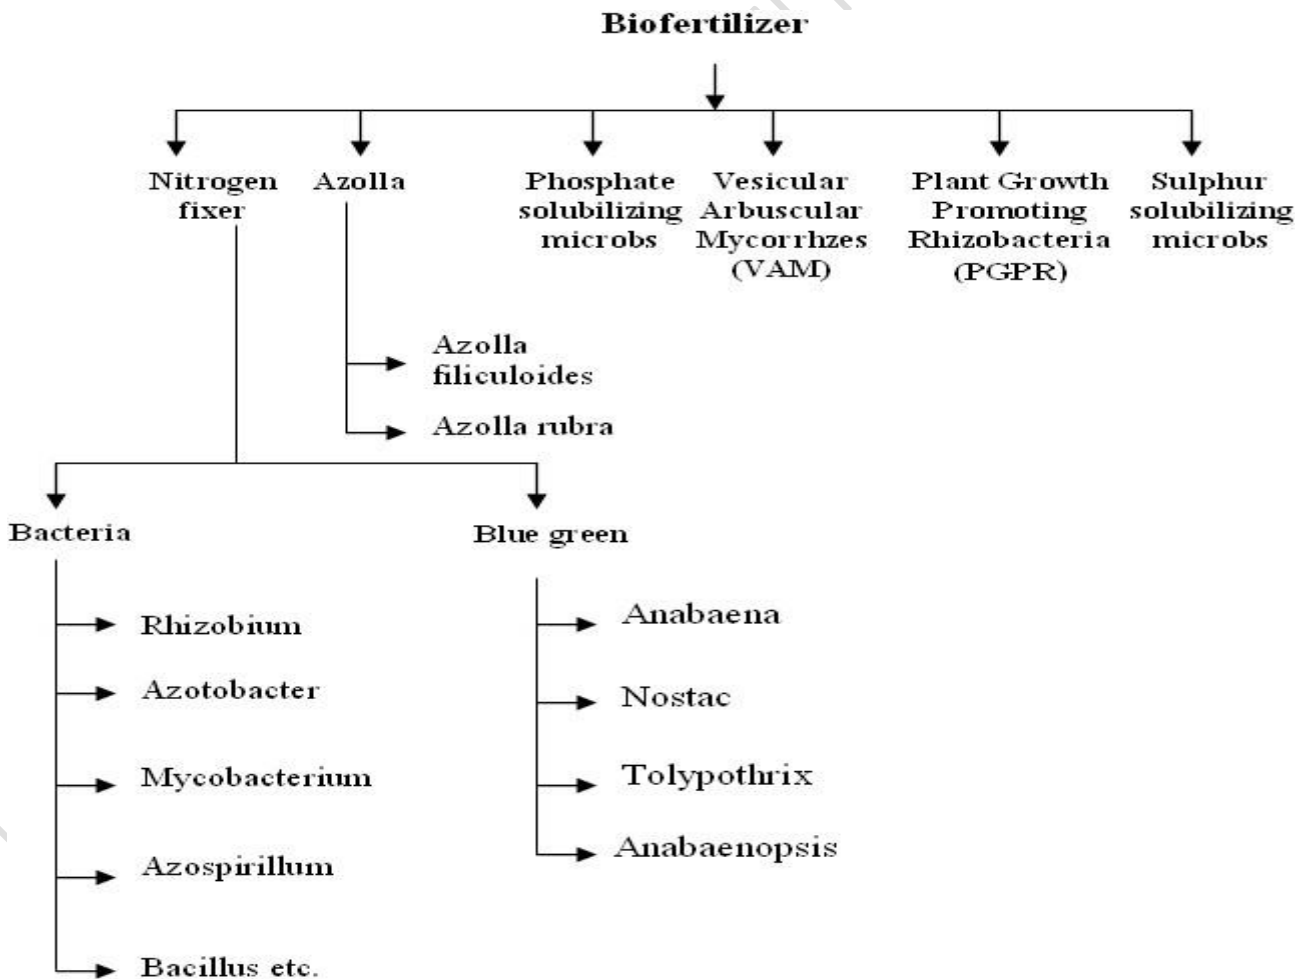 Biofertilizer
Nitrogen
fixer
Azolla
Phosphate
solubilizing
microbs
Vesicular
Arbuscular
Mycorrhzes
(VAM)
Plant Growth
Promoting
Rhizobacteria
(PGPR)
Sulphur
solubilizing
microbs
Azolla
filiculoides
Azolla rubra
Bacteria
Blue green
Rhizobium
Azotobacter
Mycobacterium
Azospirillum
Bacillus etc.
Anabaena
Nostac
Tolypothrix
Anabaenopsis